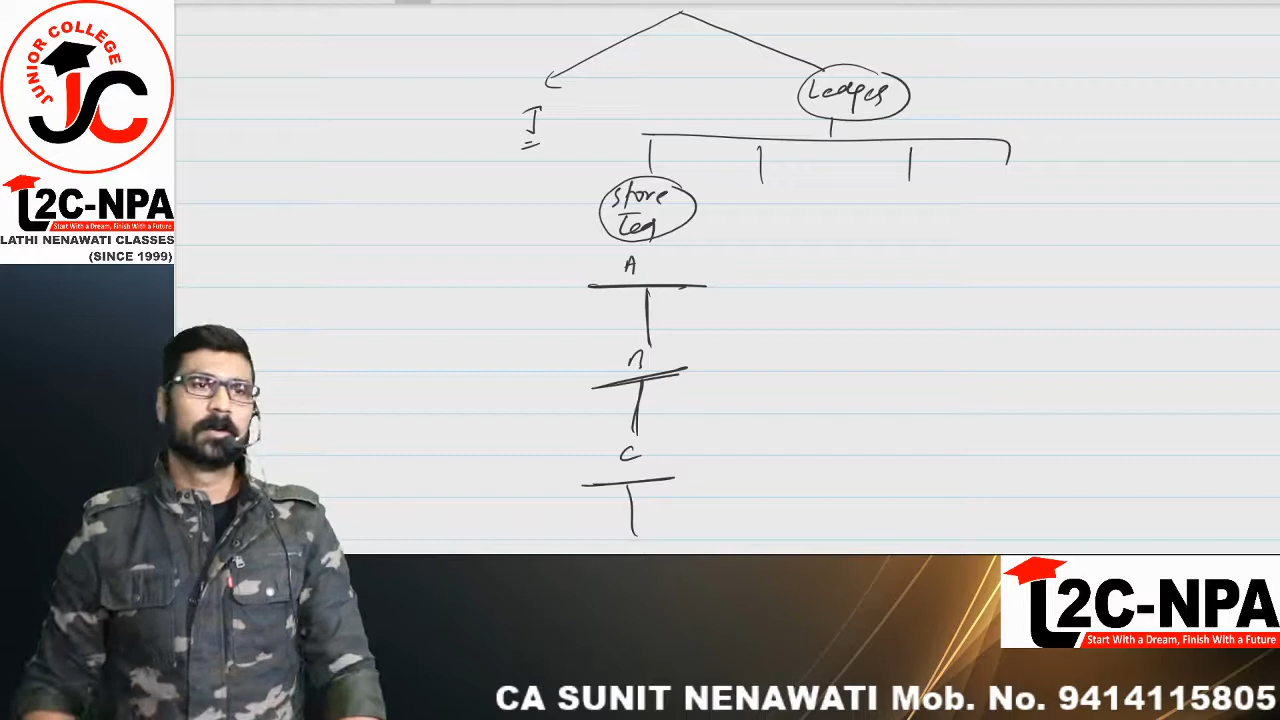 JUNIOR COLLEGE
JC
L2C-NPA
Start With a Dream, Finish With a Future
LATHI NENAWATI CLASSES
(SINCE 1999)
J
Ledger
Store
Leg
A
B
C
L2C-NPA
Start With a Dream, Finish With a Future
CA SUNIT NENAWATI Mob. No. 9414115805